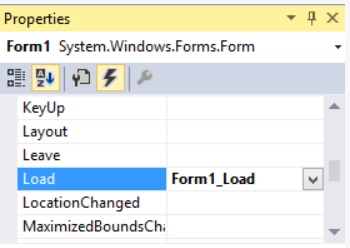 Properties
Form1 System.Windows.Forms.Form
KeyUp
Layout
Leave
Load Form1_Load
LocationChanged
MaximizedBoundsCha